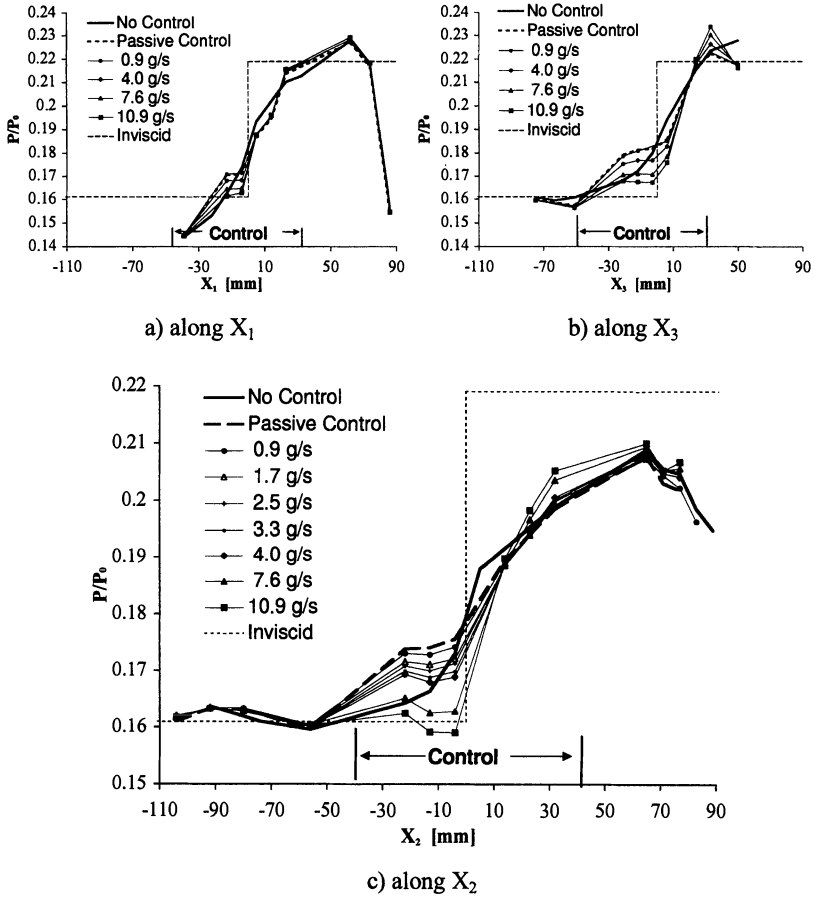 0.24
0.23
0.22
0.21
0.2
0.19
0.18
0.17
0.16
0.15
0.14
P/P₀
No Control
Passive Control
0.9 g/s
4.0 g/s
7.6 g/s
10.9 g/s
Inviscid
Control
-110 -70 -30 10 50 90
X₁ [mm]
a) along X₁
0.24
0.23
0.22
0.21
0.2
0.19
0.18
0.17
0.16
0.15
0.14
P/P₀
No Control
Passive Control
0.9 g/s
4.0 g/s
7.6 g/s
10.9 g/s
Inviscid
Control
-110 -70 -30 10 50 90
X₃ [mm]
b) along X₃
0.22
0.21
0.2
0.19
0.18
0.17
0.16
0.15
P/P₀
No Control
Passive Control
0.9 g/s
1.7 g/s
2.5 g/s
3.3 g/s
4.0 g/s
7.6 g/s
10.9 g/s
Inviscid
Control
-110 -90 -70 -50 -30 -10 10 30 50 70 90
X₂ [mm]
c) along X₂